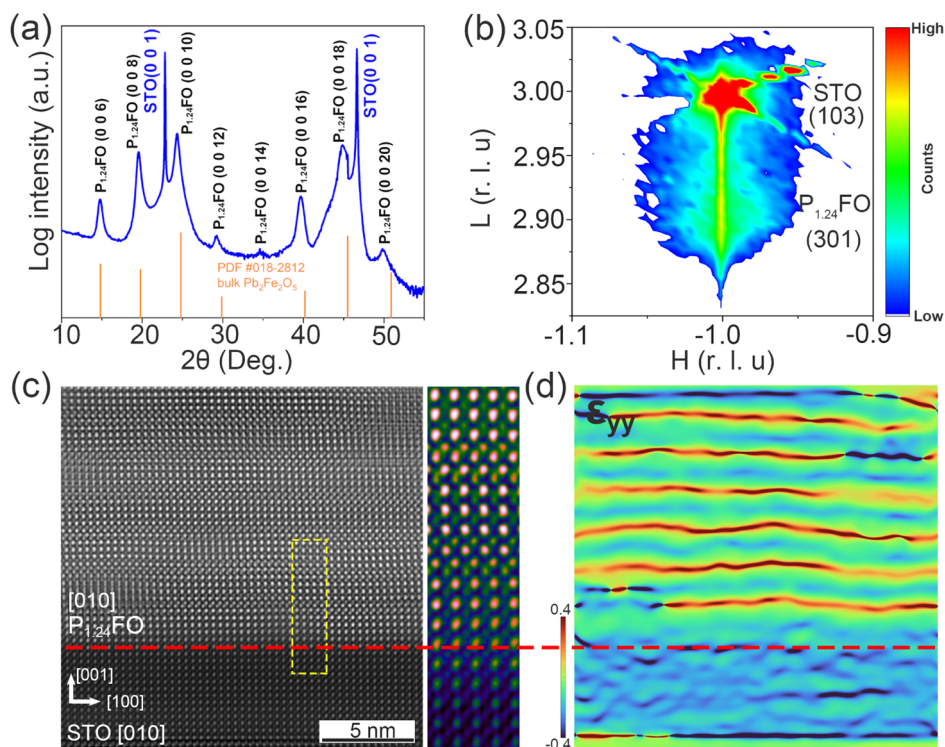 (a)
Log intensity (a.u.)
P1.24FO (0 0 6)
P1.24FO (0 0 8)
STO(0 0 1)
P1.24FO (0 0 10)
P1.24FO (0 0 12)
P1.24FO (0 0 14)
P1.24FO (0 0 16)
P1.24FO (0 0 18)
STO(0 0 1)
P1.24FO (0 0 20)
PDF #018-2812
bulk Pb2Fe2O5
10 20 30 40 50
2θ (Deg.)
(b)
L (r. l. u)
3.05
3.00
2.95
2.90
2.85
STO
(103)
P1.24FO
(301)
-1.1 -1.0 -0.9
H (r. l. u)
High
Counts
Low
(c)
[010]
P1.24FO
[001]
[100]
STO [010]
5 nm
(d)
εyy
0.4
-0.4